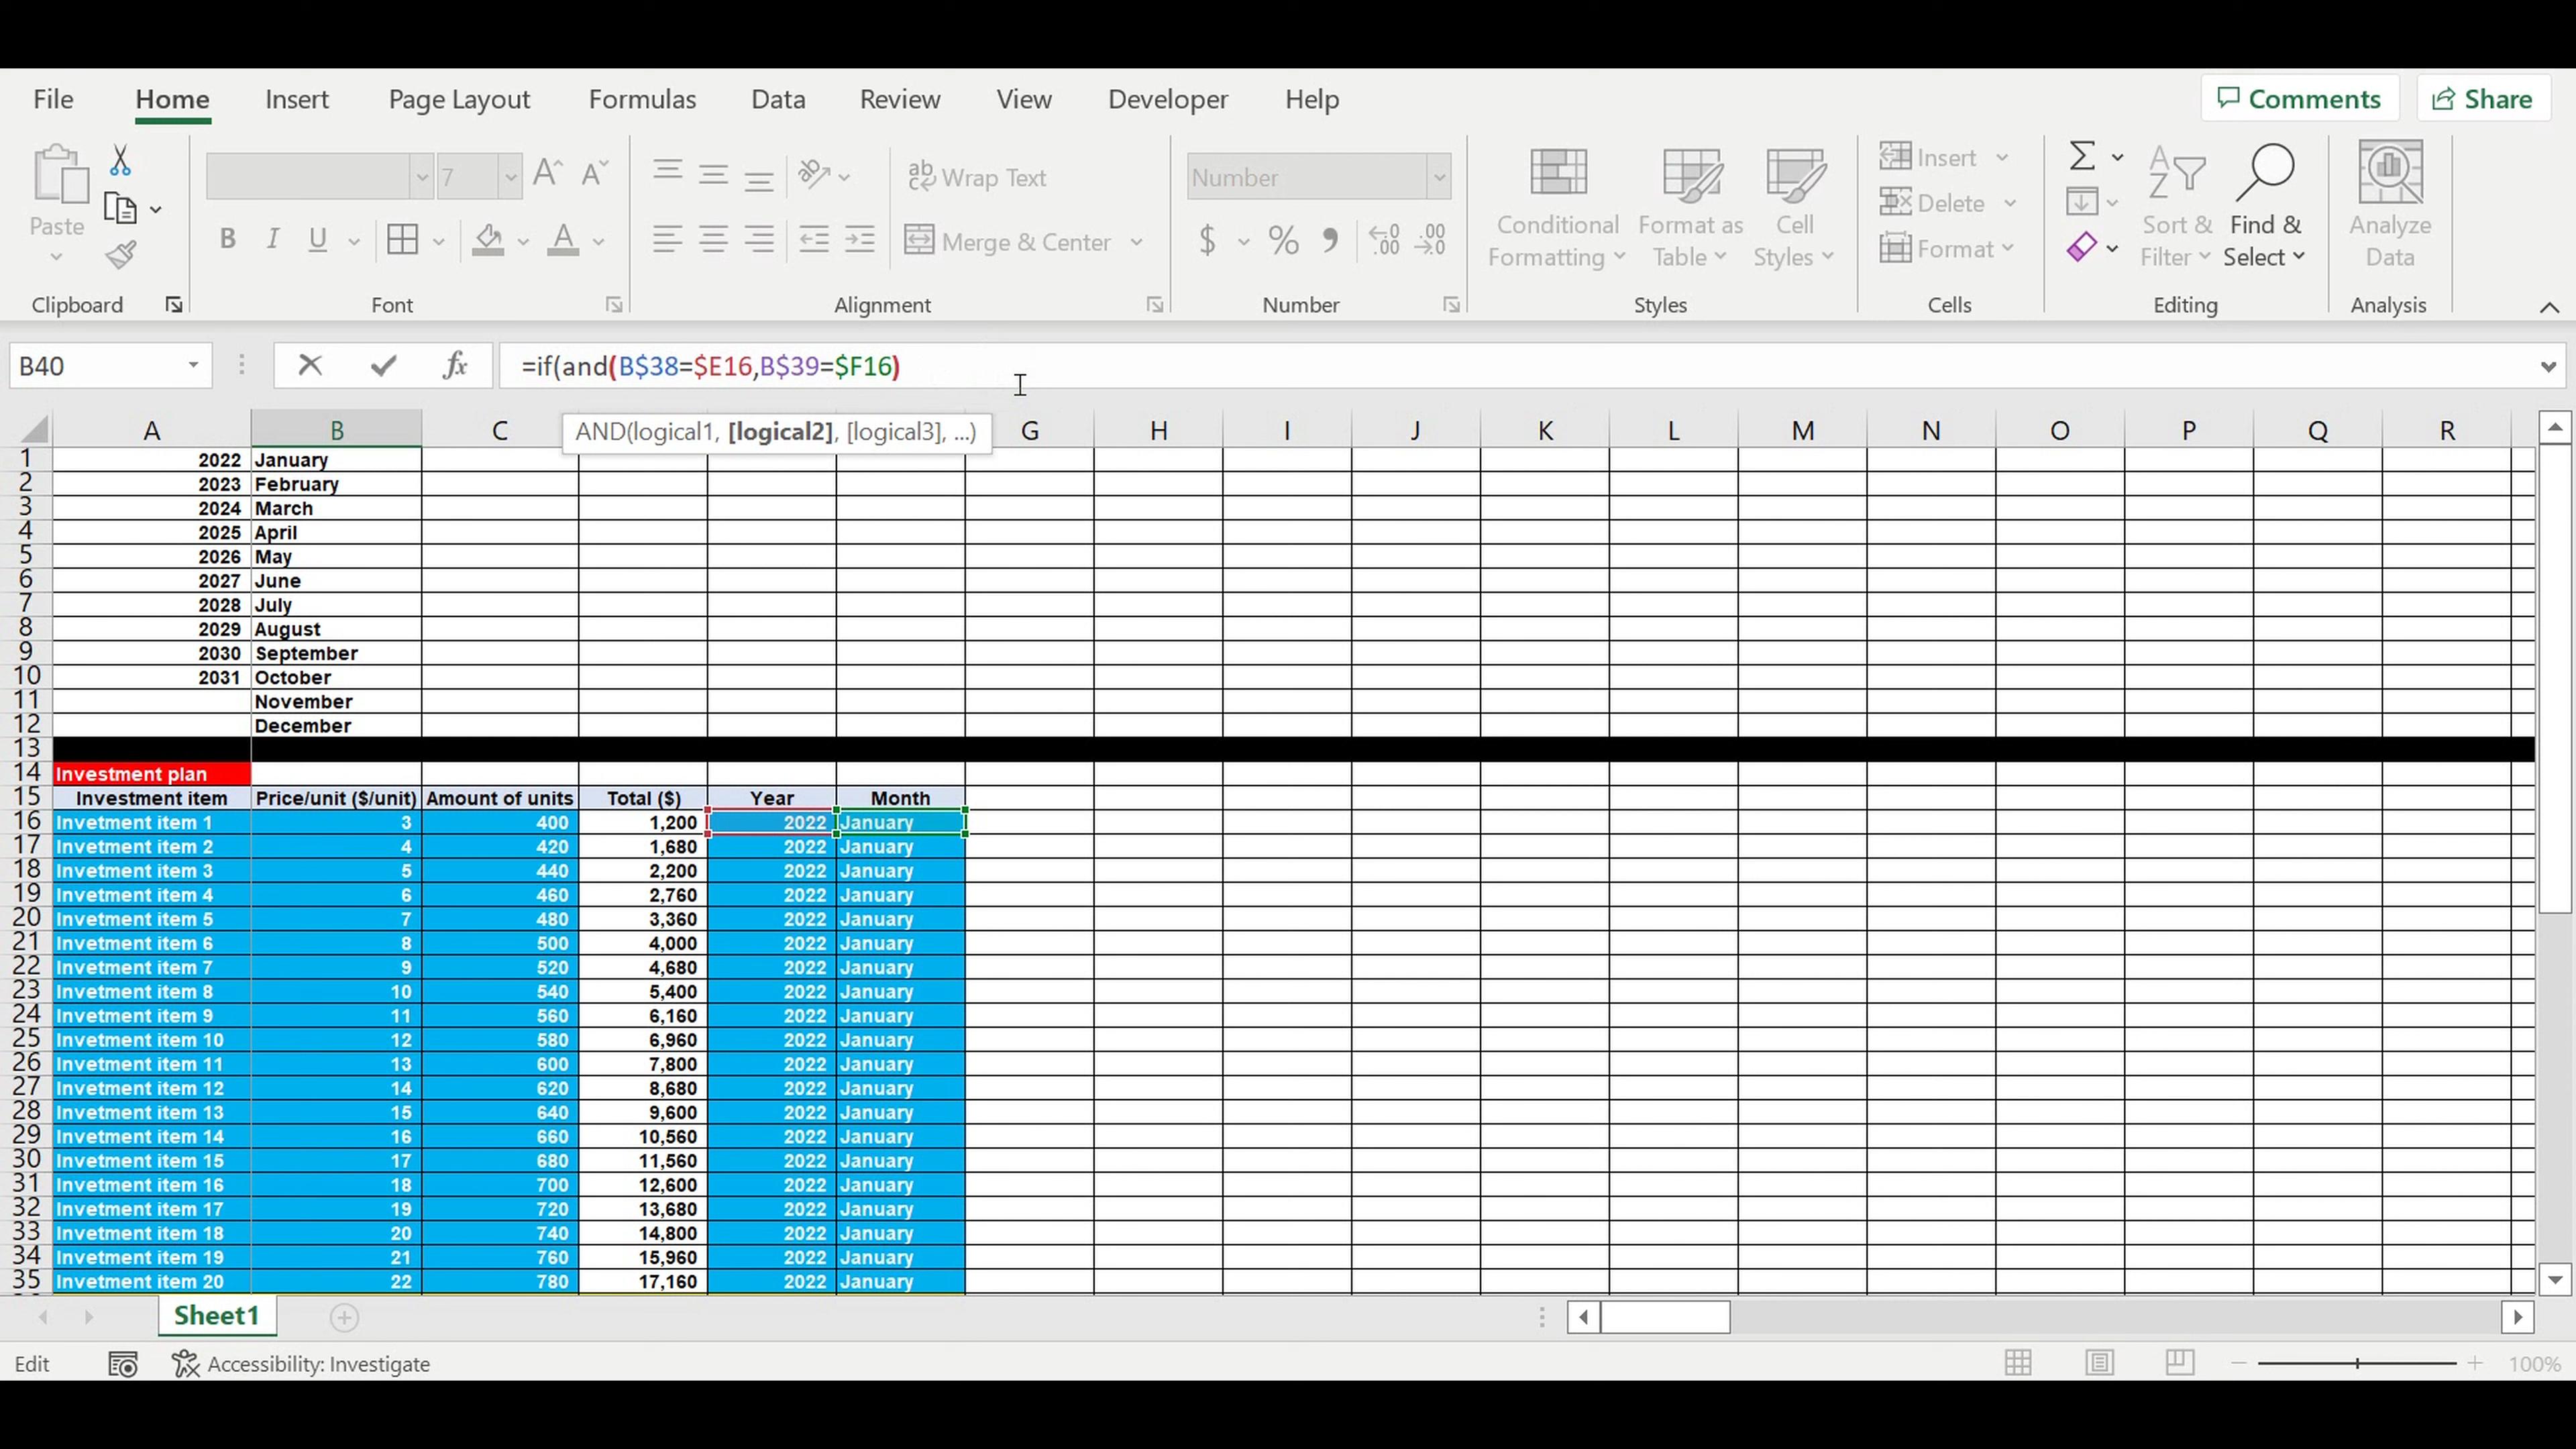 File Home Insert Page Layout Formulas Data Review View Developer Help Comments Share
Paste 7 Wrap Text Number Conditional Formatting Format as Table Cell Styles Insert Sort & Filter Find & Select Analyze Data
B I U Merge & Center $ % Delete
Format
Clipboard Font Alignment Number Styles Cells Editing Analysis
B40 fx =if(and(B$38=$E16,B$39=$F16)
AND(logical1, [logical2], [logical3], ...)
A B C G H I J K L M N O P Q R
1 2022 January
2 2023 February
3 2024 March
4 2025 April
5 2026 May
6 2027 June
7 2028 July
8 2029 August
9 2030 September
10 2031 October
11 November
12 December
13
14 Investment plan
15 Investment item Price/unit ($/unit) Amount of units Total ($) Year Month
16 Invetment item 1 3 400 1,200 2022 January
17 Invetment item 2 4 420 1,680 2022 January
18 Invetment item 3 5 440 2,200 2022 January
19 Invetment item 4 6 460 2,760 2022 January
20 Invetment item 5 7 480 3,360 2022 January
21 Invetment item 6 8 500 4,000 2022 January
22 Invetment item 7 9 520 4,680 2022 January
23 Invetment item 8 10 540 5,400 2022 January
24 Invetment item 9 11 560 6,160 2022 January
25 Invetment item 10 12 580 6,960 2022 January
26 Invetment item 11 13 600 7,800 2022 January
27 Invetment item 12 14 620 8,680 2022 January
28 Invetment item 13 15 640 9,600 2022 January
29 Invetment item 14 16 660 10,560 2022 January
30 Invetment item 15 17 680 11,560 2022 January
31 Invetment item 16 18 700 12,600 2022 January
32 Invetment item 17 19 720 13,680 2022 January
33 Invetment item 18 20 740 14,800 2022 January
34 Invetment item 19 21 760 15,960 2022 January
35 Invetment item 20 22 780 17,160 2022 January
Sheet1
Edit Accessibility: Investigate 100%